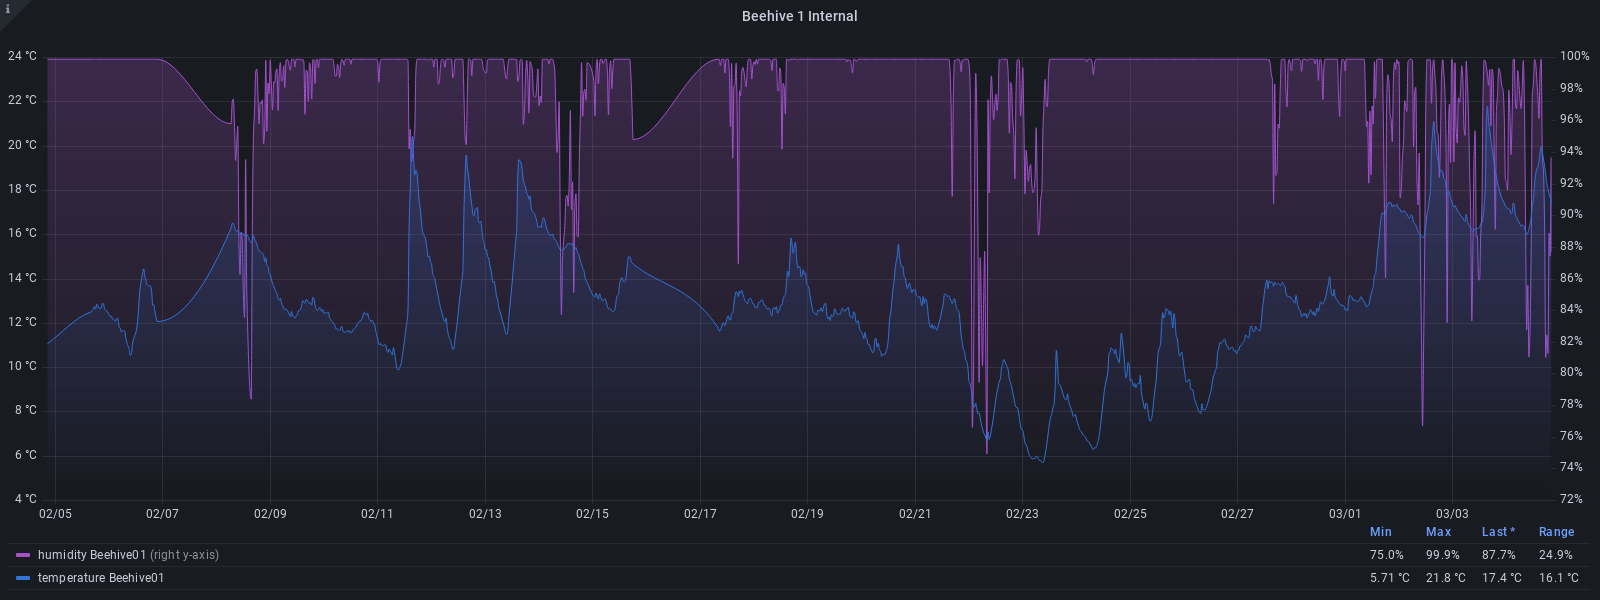 i
Beehive 1 Internal
24 °C
22 °C
20 °C
18 °C
16 °C
14 °C
12 °C
10 °C
8 °C
6 °C
4 °C
100%
98%
96%
94%
92%
90%
88%
86%
84%
82%
80%
78%
76%
74%
72%
02/05 02/07 02/09 02/11 02/13 02/15 02/17 02/19 02/21 02/23 02/25 02/27 03/01 03/03
Min Max Last * Range
humidity Beehive01 (right y-axis) 75.0% 99.9% 87.7% 24.9%
temperature Beehive01 5.71 °C 21.8 °C 17.4 °C 16.1 °C